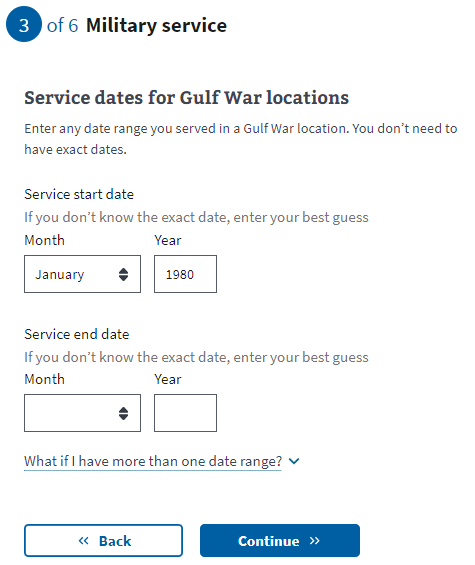 3 of 6 Military service
Service dates for Gulf War locations
Enter any date range you served in a Gulf War location. You don’t need to
have exact dates.
Service start date
If you don’t know the exact date, enter your best guess
Month Year
January 1980
Service end date
If you don’t know the exact date, enter your best guess
Month Year
What if I have more than one date range?
« Back Continue »